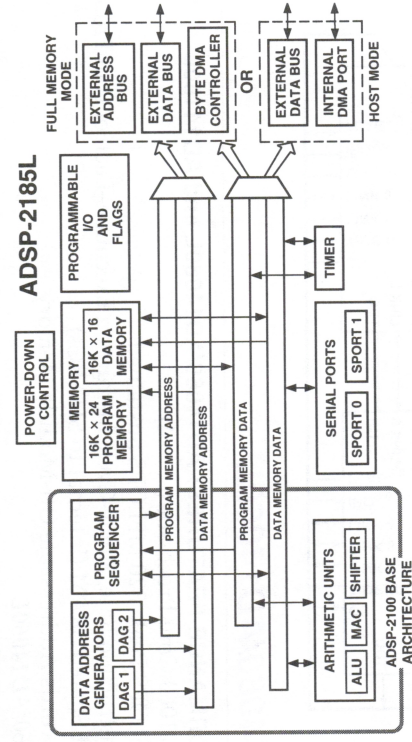 ADSP-2185L
POWER-DOWN
CONTROL
FULL MEMORY
MODE
DATA ADDRESS
GENERATORS
DAG 1
DAG 2
PROGRAM
SEQUENCER
MEMORY
16K × 24
PROGRAM
MEMORY
16K × 16
DATA
MEMORY
PROGRAMMABLE
I/O
AND
FLAGS
EXTERNAL
ADDRESS
BUS
EXTERNAL
DATA BUS
BYTE DMA
CONTROLLER
OR
PROGRAM MEMORY ADDRESS
DATA MEMORY ADDRESS
PROGRAM MEMORY DATA
DATA MEMORY DATA
EXTERNAL
DATA BUS
INTERNAL
DMA PORT
HOST MODE
ARITHMETIC UNITS
ALU
MAC
SHIFTER
SERIAL PORTS
SPORT 0
SPORT 1
TIMER
ADSP-2100 BASE
ARCHITECTURE